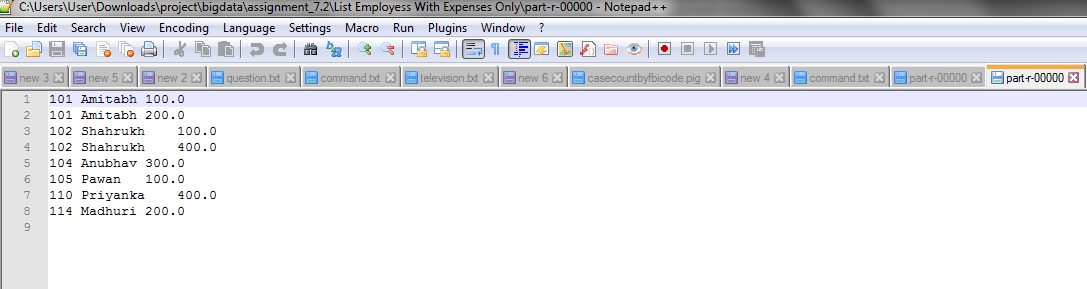 C:\Users\User\Downloads\project\bigdata\assignment_7.2\List Employess With Expenses Only\part-r-00000 - Notepad++
File Edit Search View Encoding Language Settings Macro Run Plugins Window ?
new 3 new 5 new 2 question.txt command.txt television.txt new 6 casecountbyfbicode.pig new 4 command.txt part-r-00000 part-r-00000
1 101 Amitabh 100.0
2 101 Amitabh 200.0
3 102 Shahrukh 100.0
4 102 Shahrukh 400.0
5 104 Anubhav 300.0
6 105 Pawan 100.0
7 110 Priyanka 400.0
8 114 Madhuri 200.0
9